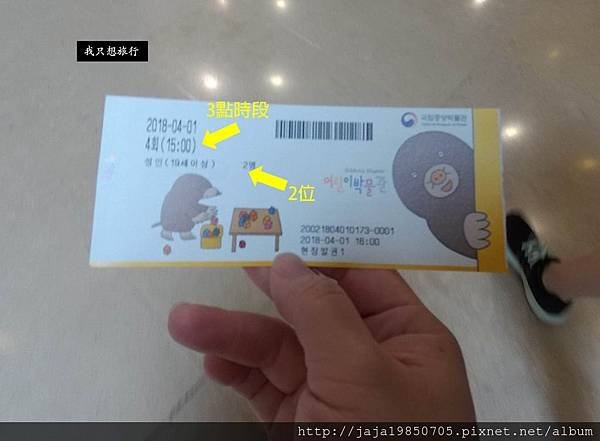 我只想旅行
3點時段
2018-04-01
4회(15:00)
성인(19세이상) 2명
2位
국립중앙박물관
어린이박물관
20021804010173-0001
2018-04-01 16:00
현장발권1
http://jaja19850705.pixnet.net/album